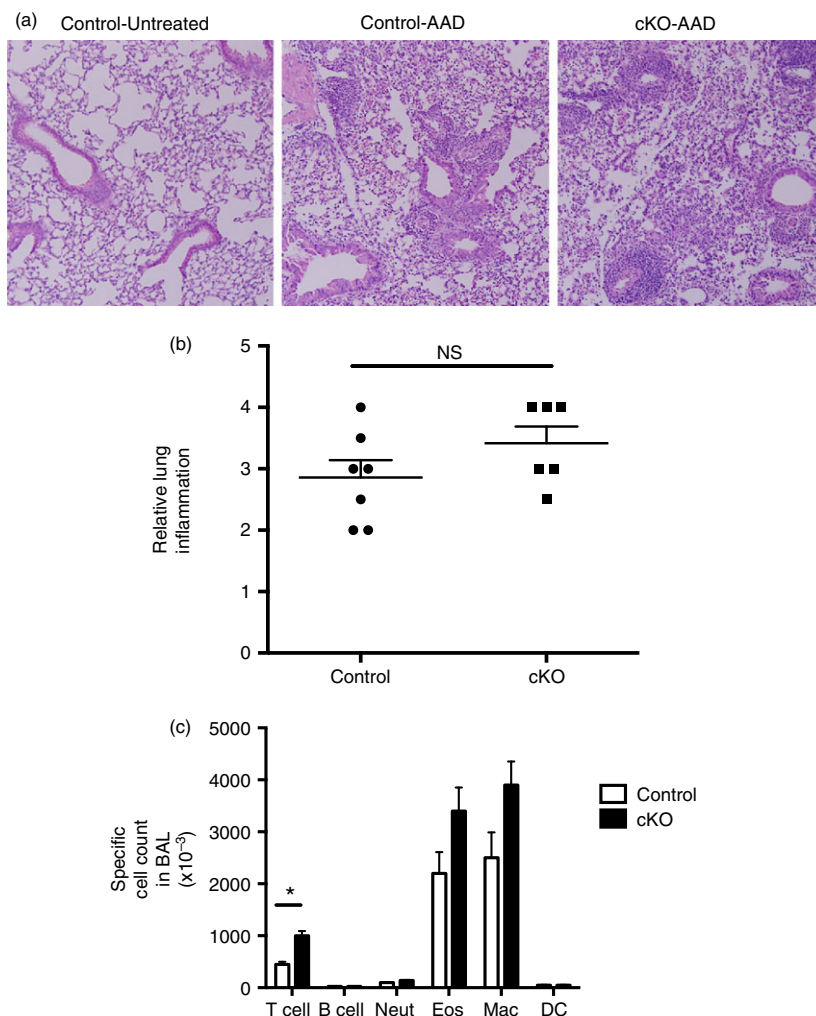 (a)
Control-Untreated
Control-AAD
cKO-AAD
(b)
NS
5
4
3
2
1
0
Relative lung
inflammation
Control
cKO
(c)
5000
4000
3000
2000
1000
0
Specific
cell count
in BAL
(x10⁻³)
*
Control
cKO
T cell B cell Neut Eos Mac DC